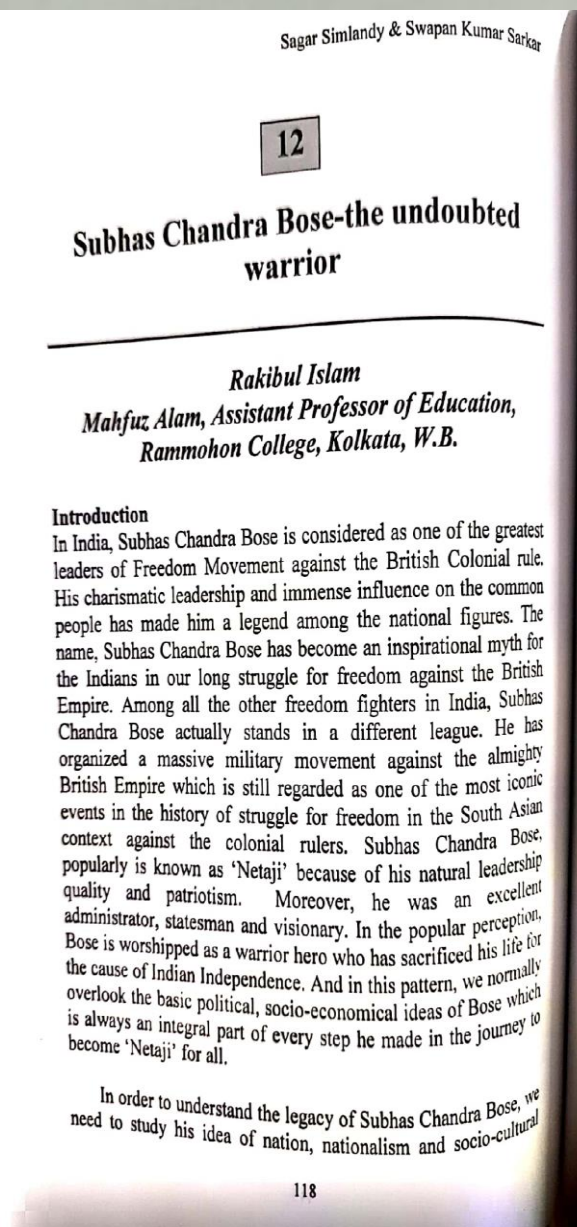 Sagar Simlandy & Swapan Kumar Sarkar
12
Subhas Chandra Bose-the undoubted
warrior
Rakibul Islam
Mahfuz Alam, Assistant Professor of Education,
Rammohon College, Kolkata, W.B.
Introduction
In India, Subhas Chandra Bose is considered as one of the greatest
leaders of Freedom Movement against the British Colonial rule.
His charismatic leadership and immense influence on the common
people has made him a legend among the national figures. The
name, Subhas Chandra Bose has become an inspirational myth for
the Indians in our long struggle for freedom against the British
Empire. Among all the other freedom fighters in India, Subhas
Chandra Bose actually stands in a different league. He has
organized a massive military movement against the almighty
British Empire which is still regarded as one of the most iconic
events in the history of struggle for freedom in the South Asian
context against the colonial rulers. Subhas Chandra Bose,
popularly is known as ‘Netaji’ because of his natural leadership
quality and patriotism. Moreover, he was an excellent
administrator, statesman and visionary. In the popular perception,
Bose is worshipped as a warrior hero who has sacrificed his life for
the cause of Indian Independence. And in this pattern, we normally
overlook the basic political, socio-economical ideas of Bose which
is always an integral part of every step he made in the journey to
become ‘Netaji’ for all.
In order to understand the legacy of Subhas Chandra Bose, we
need to study his idea of nation, nationalism and socio-cultural
118